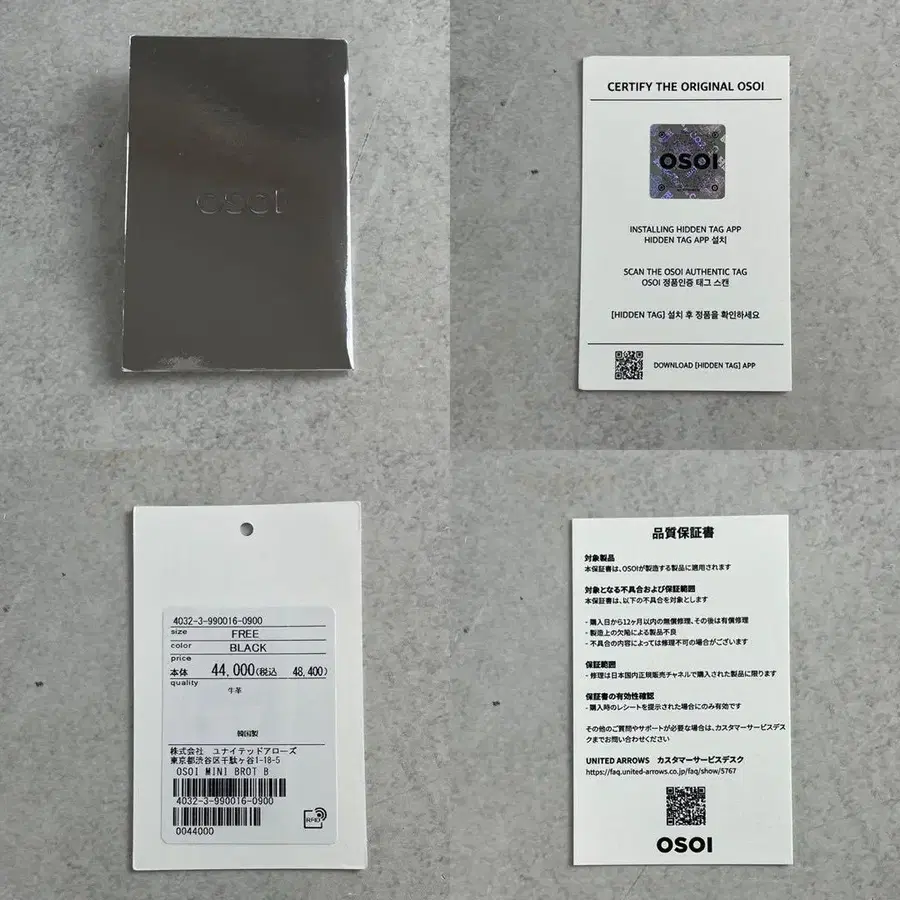 OSOI
CERTIFY THE ORIGINAL OSOI
OSOI
INSTALLING HIDDEN TAG APP
HIDDEN TAG APP 설치
SCAN THE OSOI AUTHENTIC TAG
OSOI 정품인증 태그 스캔
[HIDDEN TAG] 설치 후 정품을 확인하세요
DOWNLOAD [HIDDEN TAG] APP
4032-3-990016-0900
size FREE
color BLACK
price
本体 44,000(税込 48,400)
quality
牛革
韓国製
株式会社 ユナイテッドアローズ
東京都渋谷区千駄ヶ谷1-18-5
OSOI MINI BROT B
4032-3-990016-0900
0044000
RFID
品質保証書
対象製品
本保証書は、OSOIが製造する製品に適用されます
対象となる不具合および保証範囲
本保証書は、以下の不具合を対象とします
- 購入日から12ヶ月以内の無償修理、その後は有償修理
- 製造上の欠陥による製品不良
- 不具合の内容によっては修理不可の場合がございます
保証範囲
- 修理は日本国内正規販売チャネルで購入された製品に限ります
保証書の有効性確認
- 購入時のレシートを提示された場合にのみ有効です
その他のご質問やサポートが必要な場合は、カスタマーサービスデス
クまでお問い合わせください
UNITED ARROWS カスタマーサービスデスク
https://faq.united-arrows.co.jp/faq/show/5767
OSOI